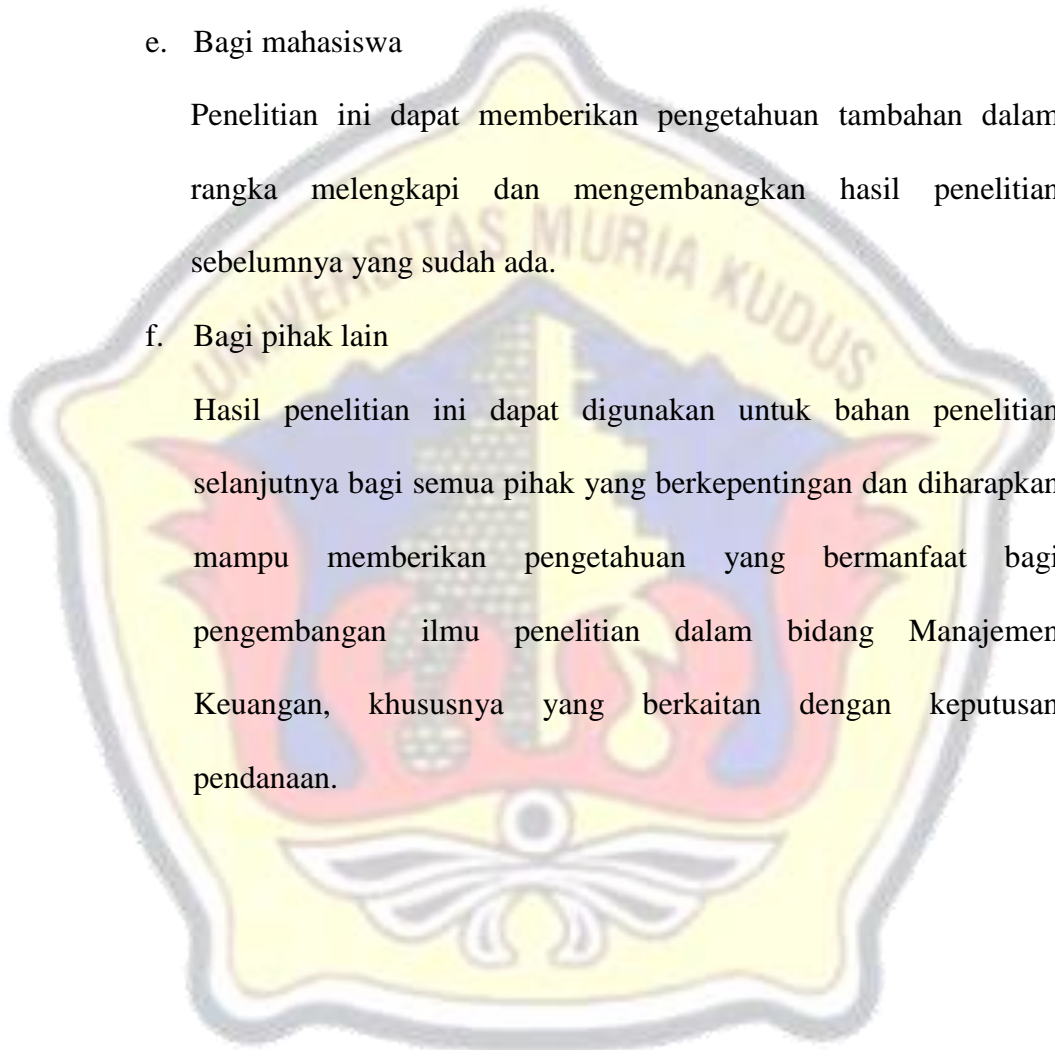 e. Bagi mahasiswa
Penelitian ini dapat memberikan pengetahuan tambahan dalam
rangka melengkapi dan mengembanagkan hasil penelitian
sebelumnya yang sudah ada.
UNIVERSITAS MURIA KUDUS
f. Bagi pihak lain
Hasil penelitian ini dapat digunakan untuk bahan penelitian
selanjutnya bagi semua pihak yang berkepentingan dan diharapkan
mampu memberikan pengetahuan yang bermanfaat bagi
pengembangan ilmu penelitian dalam bidang Manajemen
Keuangan, khususnya yang berkaitan dengan keputusan
pendanaan.